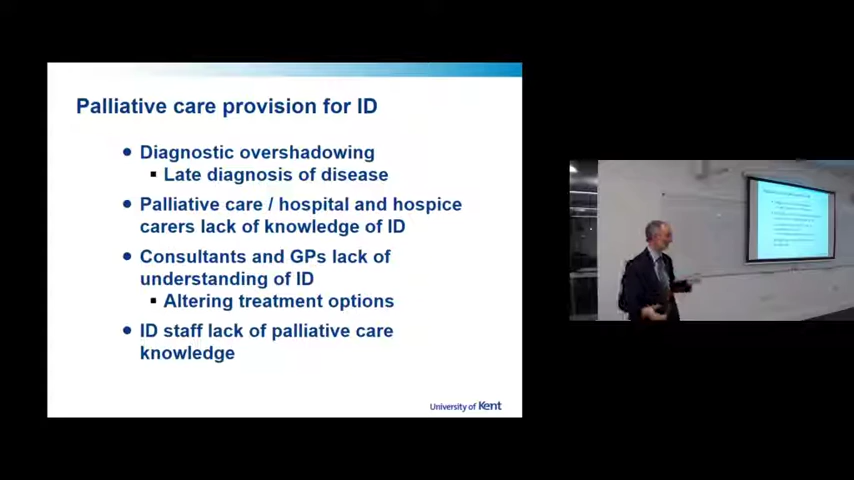 Palliative care provision for ID
• Diagnostic overshadowing
▪ Late diagnosis of disease
• Palliative care / hospital and hospice
carers lack of knowledge of ID
• Consultants and GPs lack of
understanding of ID
▪ Altering treatment options
• ID staff lack of palliative care
knowledge
University of Kent